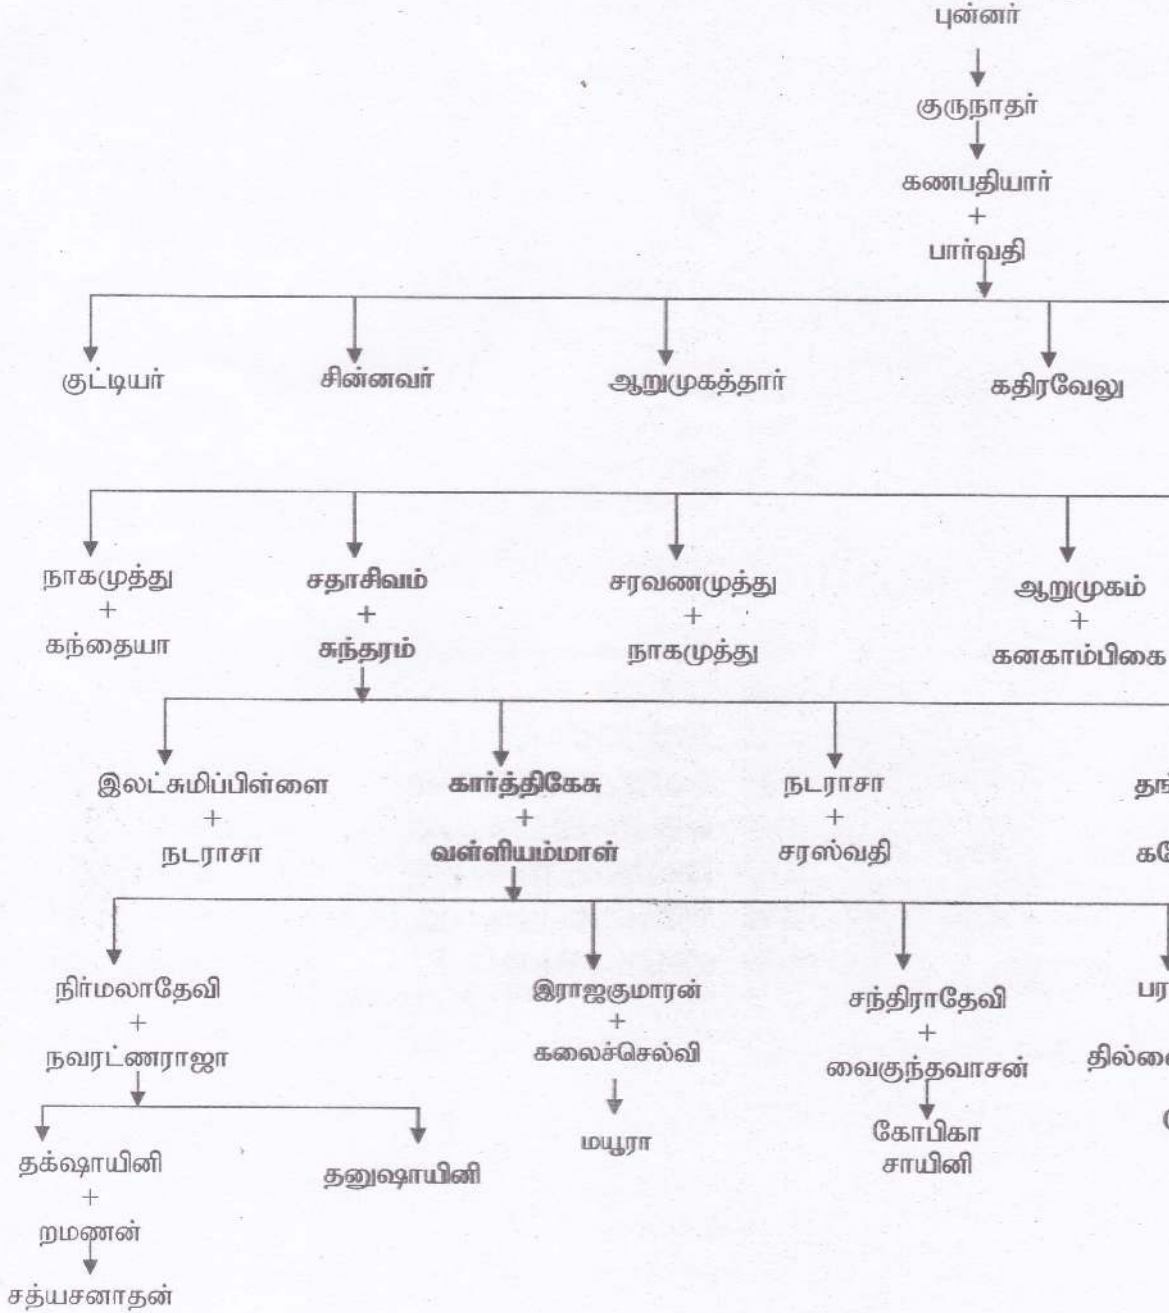 புன்னர்
குருநாதர்
கணபதியார்
+
பார்வதி
குட்டியர் சின்னவர் ஆறுமுகத்தார் கதிரவேலு
நாகமுத்து சதாசிவம் சரவணமுத்து ஆறுமுகம்
+ + + +
கந்தையா சுந்தரம் நாகமுத்து கனகாம்பிகை
இலட்சுமிப்பிள்ளை கார்த்திகேசு நடராசா
+ + +
நடராசா வள்ளியம்மாள் சரஸ்வதி
நிர்மலாதேவி இராஜகுமாரன் சந்திராதேவி
+ + +
நவரட்ணராஜா கலைச்செல்வி வைகுந்தவாசன்
தக்ஷாயினி தனுஷாயினி மயூரா கோபிகா
சாயினி
+
றமணன்
சத்யசனாதன்